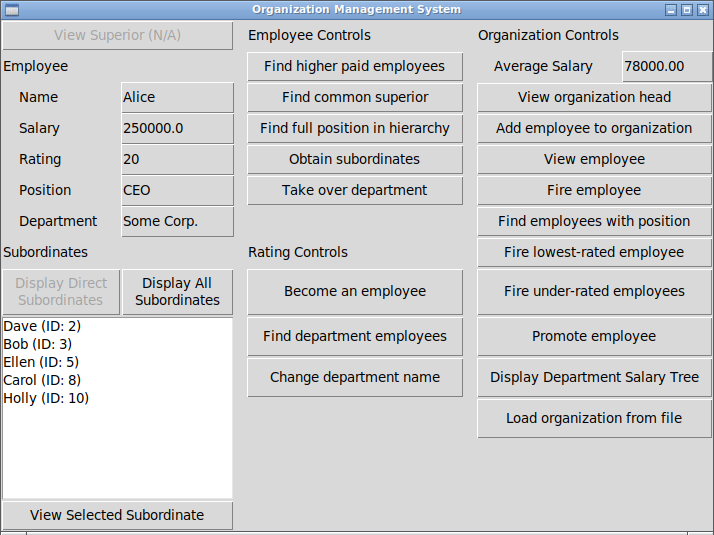 Organization Management System
View Superior (N/A)
Employee
Name
Alice
Salary
250000.0
Rating
20
Position
CEO
Department
Some Corp.
Subordinates
Display Direct
Subordinates
Display All
Subordinates
Dave (ID: 2)
Bob (ID: 3)
Ellen (ID: 5)
Carol (ID: 8)
Holly (ID: 10)
View Selected Subordinate
Employee Controls
Find higher paid employees
Find common superior
Find full position in hierarchy
Obtain subordinates
Take over department
Rating Controls
Become an employee
Find department employees
Change department name
Organization Controls
Average Salary
78000.00
View organization head
Add employee to organization
View employee
Fire employee
Find employees with position
Fire lowest-rated employee
Fire under-rated employees
Promote employee
Display Department Salary Tree
Load organization from file